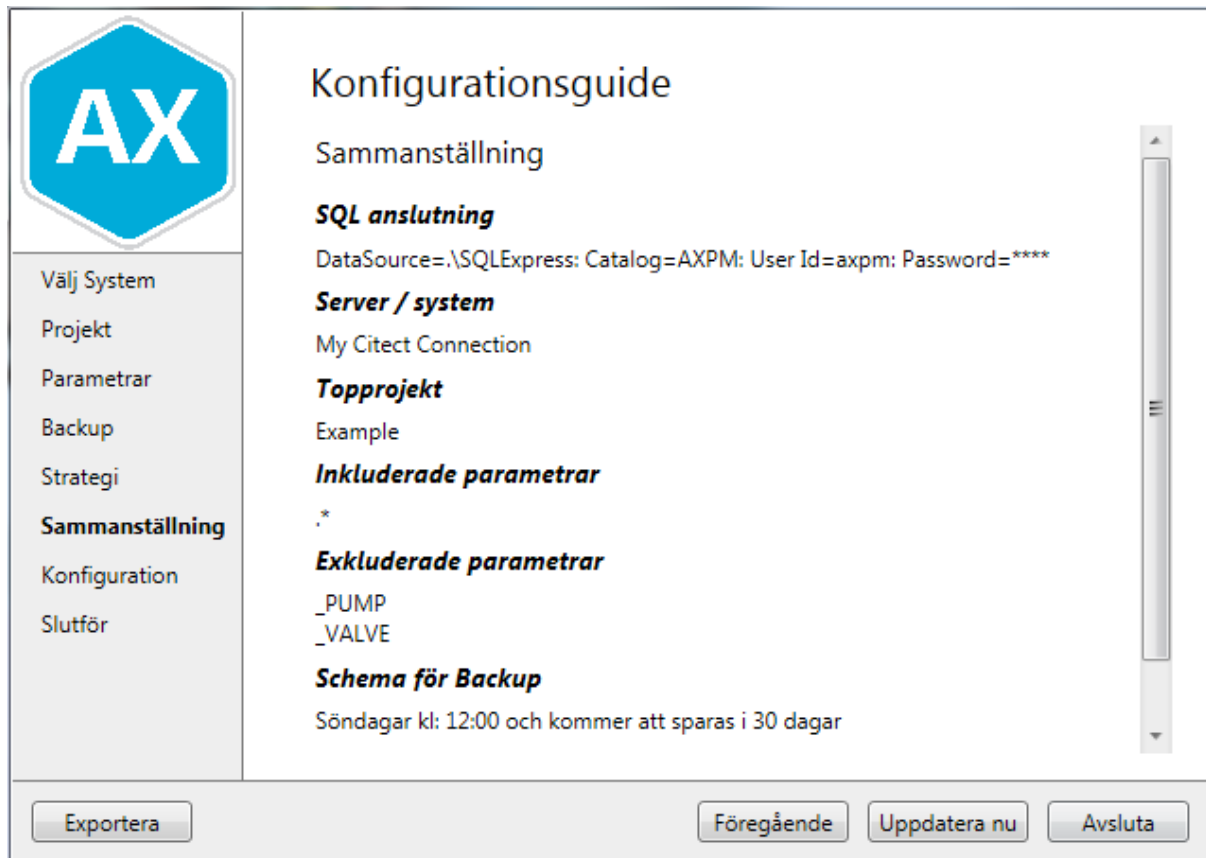 AX
Konfigurationsguide
Sammanställning
SQL anslutning
DataSource=.\SQLExpress: Catalog=AXPM: User Id=axpm: Password=****
Server / system
My Citect Connection
Topprojekt
Example
Inkluderade parametrar
.*
Exkluderade parametrar
_PUMP
_VALVE
Schema för Backup
Söndagar kl: 12:00 och kommer att sparas i 30 dagar
Välj System
Projekt
Parametrar
Backup
Strategi
Sammanställning
Konfiguration
Slutför
Exportera
Föregående
Uppdatera nu
Avsluta